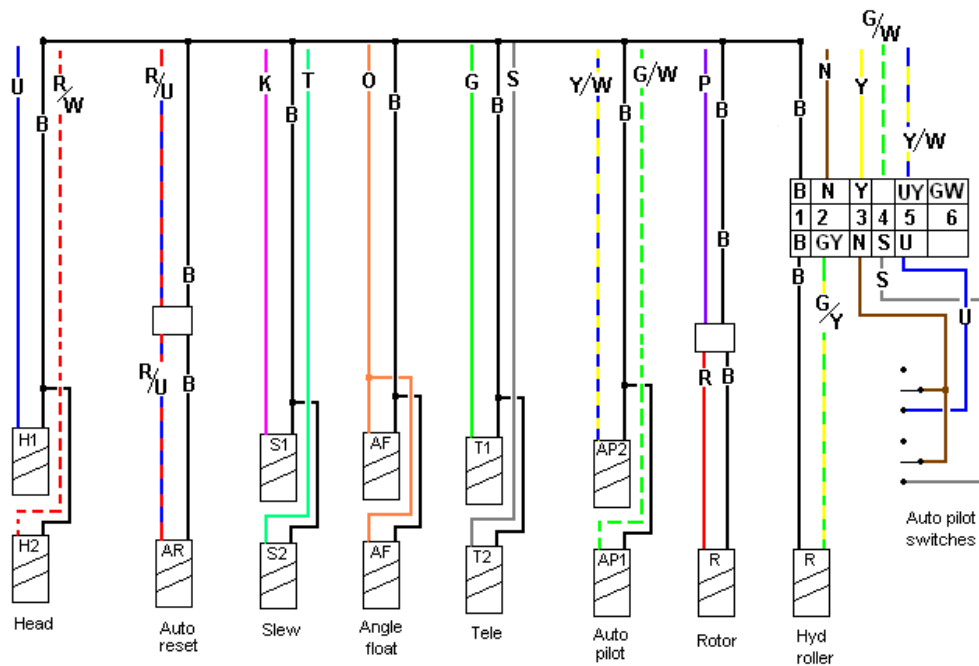 U
B
R/W
R/U
B
R/U
B
K
B
T
O
B
G
B
S
Y/W
B
G/W
P
B
B
R
B
B
N
Y
G/W
Y/W
B N Y UY GW
1 2 3 4 5 6
B GY N S U
B
G/Y
S
U
H1
H2
AR
S1
S2
AF
AF
T1
T2
AP2
AP1
R
R
Head
Auto
reset
Slew
Angle
float
Tele
Auto
pilot
Rotor
Hyd
roller
Auto pilot
switches